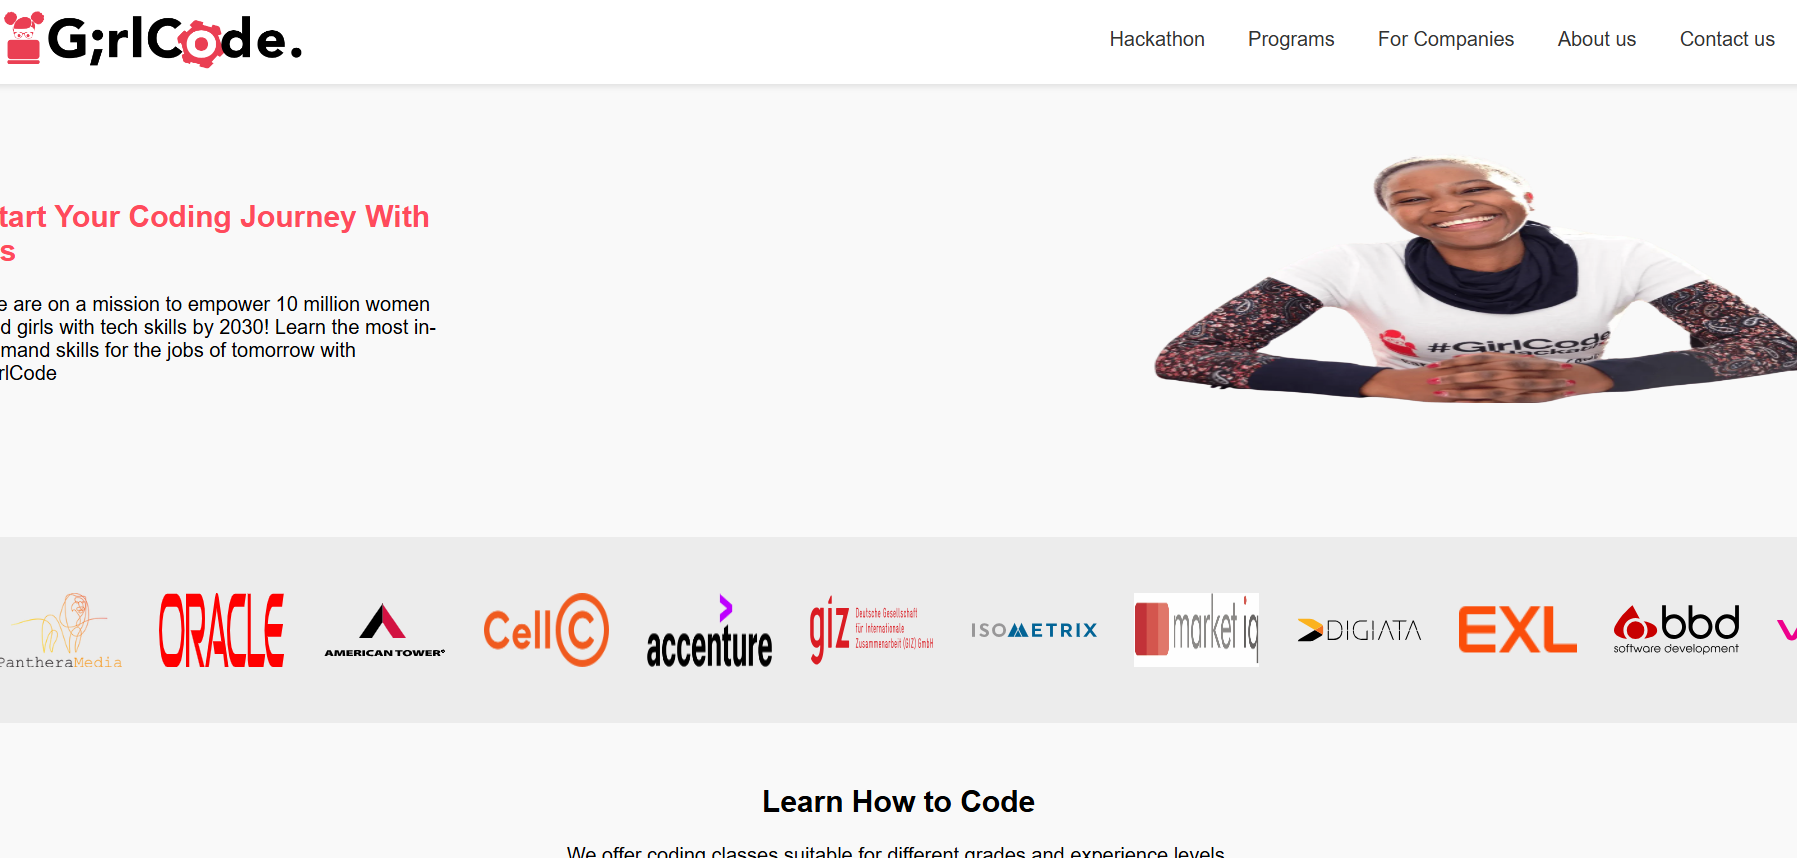 G;rlCode.
Hackathon Programs For Companies About us Contact us
tart Your Coding Journey With
s
e are on a mission to empower 10 million women
d girls with tech skills by 2030! Learn the most in-
mand skills for the jobs of tomorrow with
rlCode
#GirlCode
PantheraMedia
ORACLE
AMERICAN TOWER®
Cell C
accenture
giz Deutsche Gesellschaft
für Internationale
Zusammenarbeit (GIZ) GmbH
ISOMETRIX
market iq
DIGIATA
EXL
bbd
software development
Learn How to Code
We offer coding classes suitable for different grades and experience levels